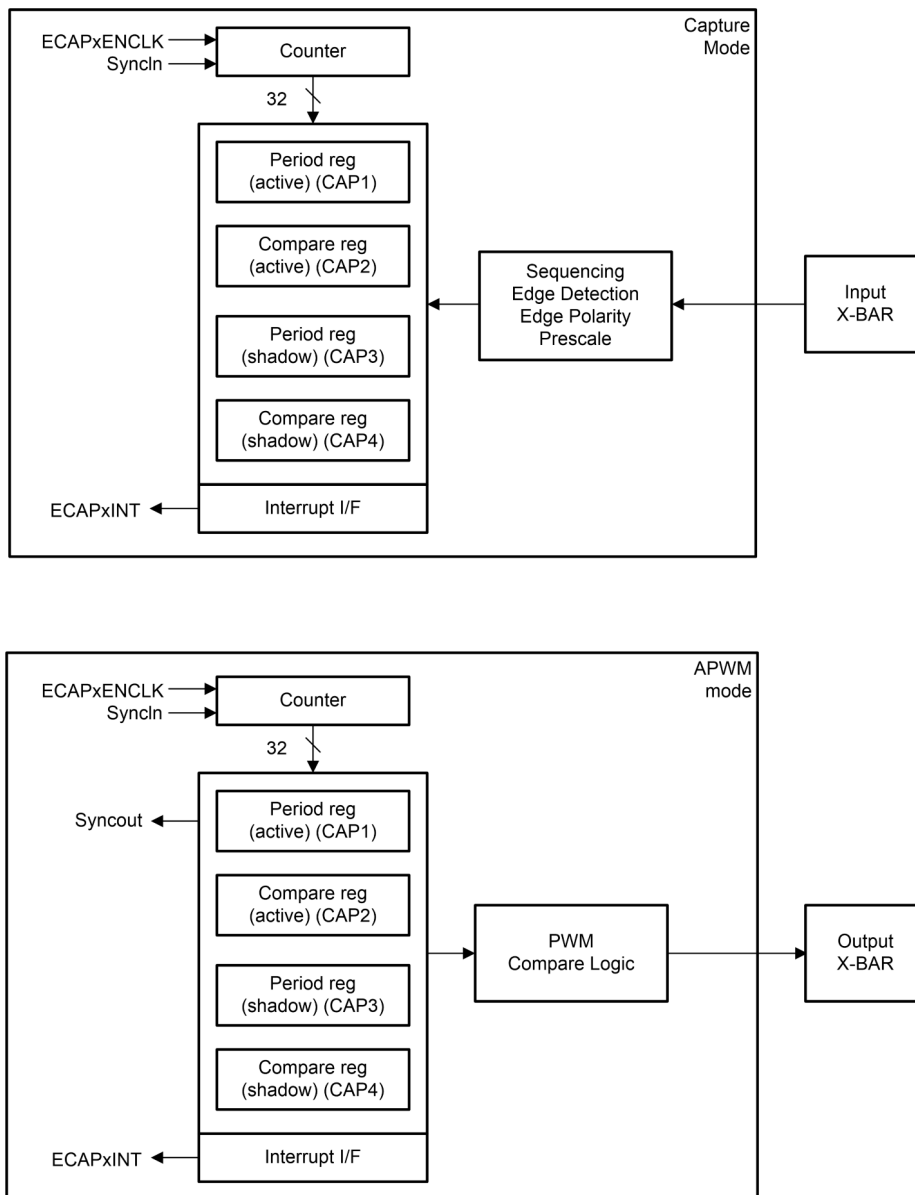 Capture
Mode
ECAPxENCLK
SyncIn
Counter
32
Period reg
(active) (CAP1)
Compare reg
(active) (CAP2)
Period reg
(shadow) (CAP3)
Compare reg
(shadow) (CAP4)
Sequencing
Edge Detection
Edge Polarity
Prescale
Input
X-BAR
ECAPxINT
Interrupt I/F
APWM
mode
ECAPxENCLK
SyncIn
Counter
32
Syncout
Period reg
(active) (CAP1)
Compare reg
(active) (CAP2)
Period reg
(shadow) (CAP3)
Compare reg
(shadow) (CAP4)
PWM
Compare Logic
Output
X-BAR
ECAPxINT
Interrupt I/F